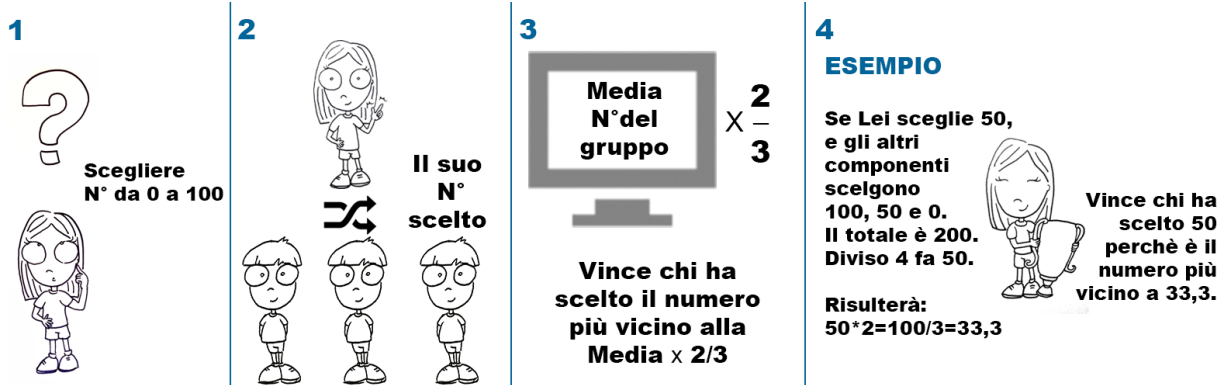 1
?
Scegliere
N° da 0 a 100
2
Il suo
N°
scelto
3
Media
N°del
gruppo
X 2/3
Vince chi ha
scelto il numero
più vicino alla
Media x 2/3
4
ESEMPIO
Se Lei sceglie 50,
e gli altri
componenti
scelgono
100, 50 e 0.
Il totale è 200.
Diviso 4 fa 50.
Risulterà:
50*2=100/3=33,3
Vince chi ha
scelto 50
perchè è il
numero più
vicino a 33,3.